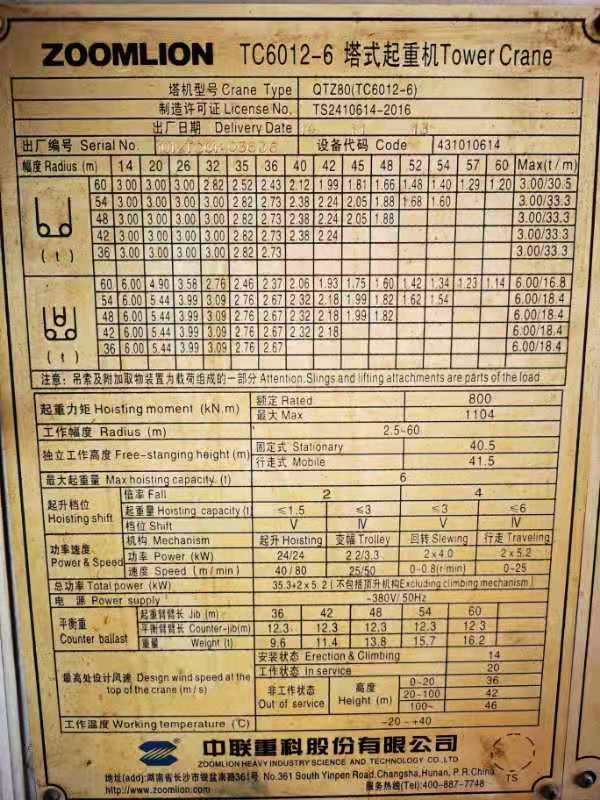 ZOOMLION TC6012-6 塔式起重机Tower Crane
塔机型号 Crane Type QTZ80(TC6012-6)
制造许可证 License No. TS2410614-2016
出厂日期 Delivery Date
出厂编号 Serial No. 设备代码 Code 431010614
幅度 Radius (m) 14 20 26 32 35 36 40 42 45 48 52 54 57 60 Max(t/m)
60 3.00 3.00 3.00 2.82 2.52 2.43 2.12 1.99 1.81 1.66 1.48 1.40 1.29 1.20 3.00/30.5
54 3.00 3.00 3.00 3.00 2.82 2.73 2.38 2.24 2.05 1.88 1.68 1.60 3.00/33.3
48 3.00 3.00 3.00 3.00 2.82 2.73 2.38 2.24 2.05 1.88 3.00/33.3
42 3.00 3.00 3.00 3.00 2.82 2.73 2.38 2.24 3.00/33.3
36 3.00 3.00 3.00 3.00 2.82 2.73 3.00/33.3
(t)
60 6.00 4.90 3.58 2.76 2.46 2.37 2.06 1.93 1.75 1.60 1.42 1.34 1.23 1.14 6.00/16.8
54 6.00 5.44 3.99 3.09 2.76 2.67 2.32 2.18 1.99 1.82 1.62 1.54 6.00/18.4
48 6.00 5.44 3.99 3.09 2.76 2.67 2.32 2.18 1.99 1.82 6.00/18.4
42 6.00 5.44 3.99 3.09 2.76 2.67 2.32 2.18 6.00/18.4
36 6.00 5.44 3.99 3.09 2.76 2.67 6.00/18.4
(t)
注意: 吊索及附加取物装置为载荷组成的一部分 Attention.Slings and lifting attachments are parts of the load
起重力矩 Hoisting moment (kN.m) 额定 Rated 800
最大 Max 1104
工作幅度 Radius (m) 2.5-60
独立工作高度 Free-stanging height(m) 固定式 Stationary 40.5
行走式 Mobile 41.5
最大起重量 Max hoisting capacity (t) 6
起升档位 Hoisting shift 倍率 Fall 2 4
起重量 Hoisting capacity (t) ≤1.5 ≤3 ≤3 ≤6
档位 Shift V IV V IV
功率速度 Power & Speed 机构 Mechanism 起升 Hoisting 变幅 Trolley 回转 Slewing 行走 Traveling
功率 Power (kW) 24/24 2.2/3.3 2×4.0 2×5.2
速度 Speed (m/min) 40/80 25/50 0-0.8(r/min) 0-25
总功率 Total power (kW) 35.3+2×5.2 (不包括顶升机构Excluding climbing mechanism)
电 源 Power supply ~380V/50Hz
平衡重 Counter ballast 起重臂臂长 Jib (m) 36 42 48 54 60
平衡臂臂长 Counter-jib(m) 12.3 12.3 12.3 12.3 12.3
重量 Weight (t) 9.6 11.4 13.8 15.7 16.2
最高处设计风速 Design wind speed at the top of the crane (m/s) 安装状态 Erection & Climbing 14
工作状态 In service 20
非工作状态 Out of service 高度 Height (m) 0-20 36
20-100 42
100~ 46
工作温度 Working temperature (℃) -20 ~ +40
中联重科股份有限公司
ZOOMLION HEAVY INDUSTRY SCIENCE AND TECHNOLOGY CO.,LTD.
地址(add):湖南省长沙市银盆南路361号 No.361 South Yinpen Road,Changsha,Hunan, P.R.China
http://www.zoomlion.com 服务热线(Tel):400-887-7748
TS